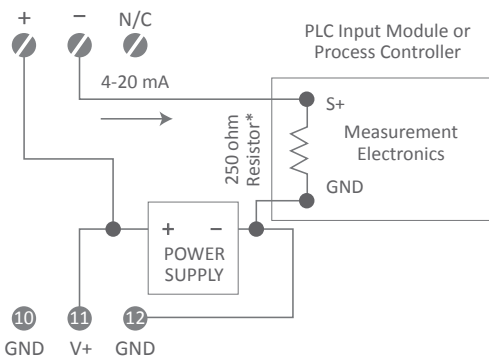 + − N/C
PLC Input Module or
Process Controller
4-20 mA
S+
250 ohm
Resistor*
Measurement
Electronics
GND
+ −
POWER
SUPPLY
10 11 12
GND V+ GND